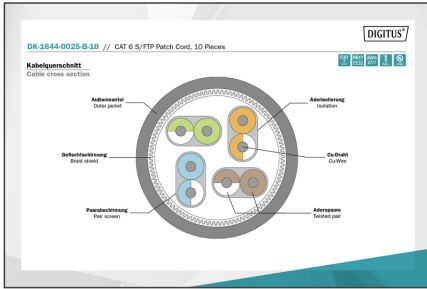 DIGITUS®
DK-1644-0025-B-10 // CAT 6 S/FTP Patch Cord, 10 Pieces
Kabelquerschnitt
Cable cross section
Außenmantel
Outer jacket
Aderisolierung
Isolation
Geflechtschirmung
Braid shield
Cu-Draht
Cu-Wire
Paarabschirmung
Pair screen
Aderspaare
Twisted pair